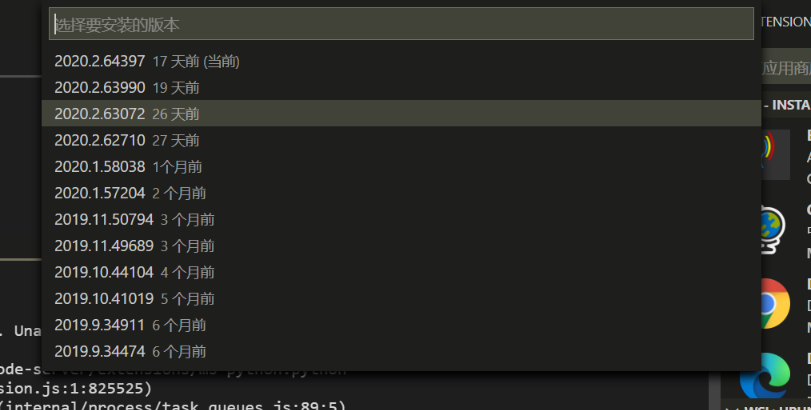 选择要安装的版本
TENSION
应用商
2020.2.64397 17 天前 (当前)
2020.2.63990 19 天前
- INSTA
2020.2.63072 26 天前
2020.2.62710 27 天前
2020.1.58038 1个月前
2020.1.57204 2 个月前
2019.11.50794 3 个月前
2019.11.49689 3 个月前
2019.10.44104 4 个月前
2019.10.41019 5 个月前
2019.9.34911 6 个月前
. Una
2019.9.34474 6 个月前
ode-server/extensions/ms-python.python
sion.js:1:825525)
(internal/process/task_queues.js:89:5)